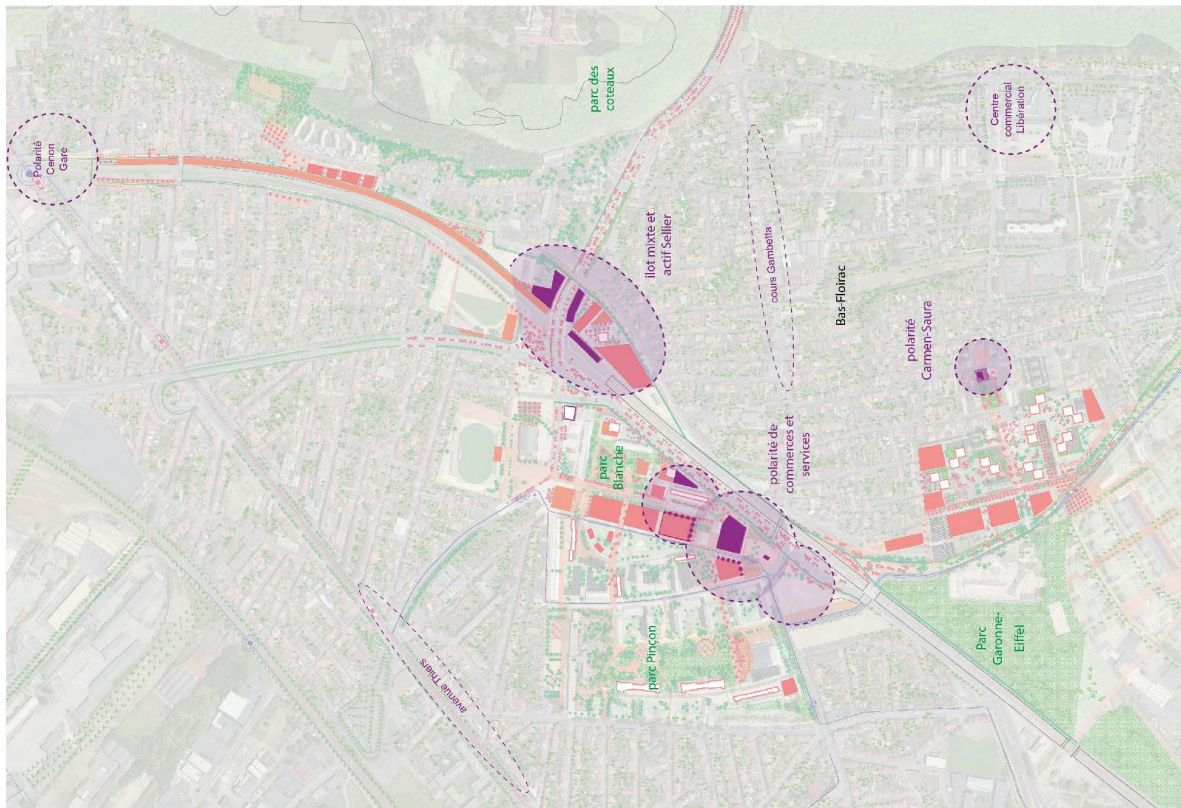 Polarité
Cenon
Gare
parc des
coteaux
Centre
commercial
Libération
îlot mixte et
actif Sellier
cours Gambetta
Bas-Floirac
polarité
Carmen-Saura
polarité de
commerces et
services
parc
Blanche
parc Pinçon
avenue Thiers
Parc
Garonne-
Eiffel